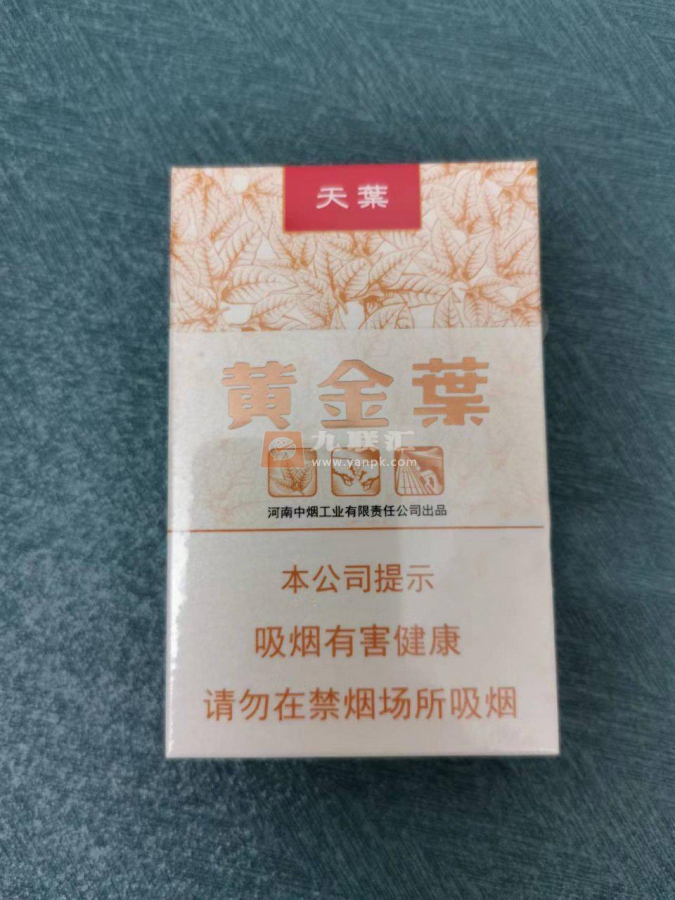 天葉
黄金葉
九联汇
www.yanpk.com
河南中烟工业有限责任公司出品
本公司提示
吸烟有害健康
请勿在禁烟场所吸烟